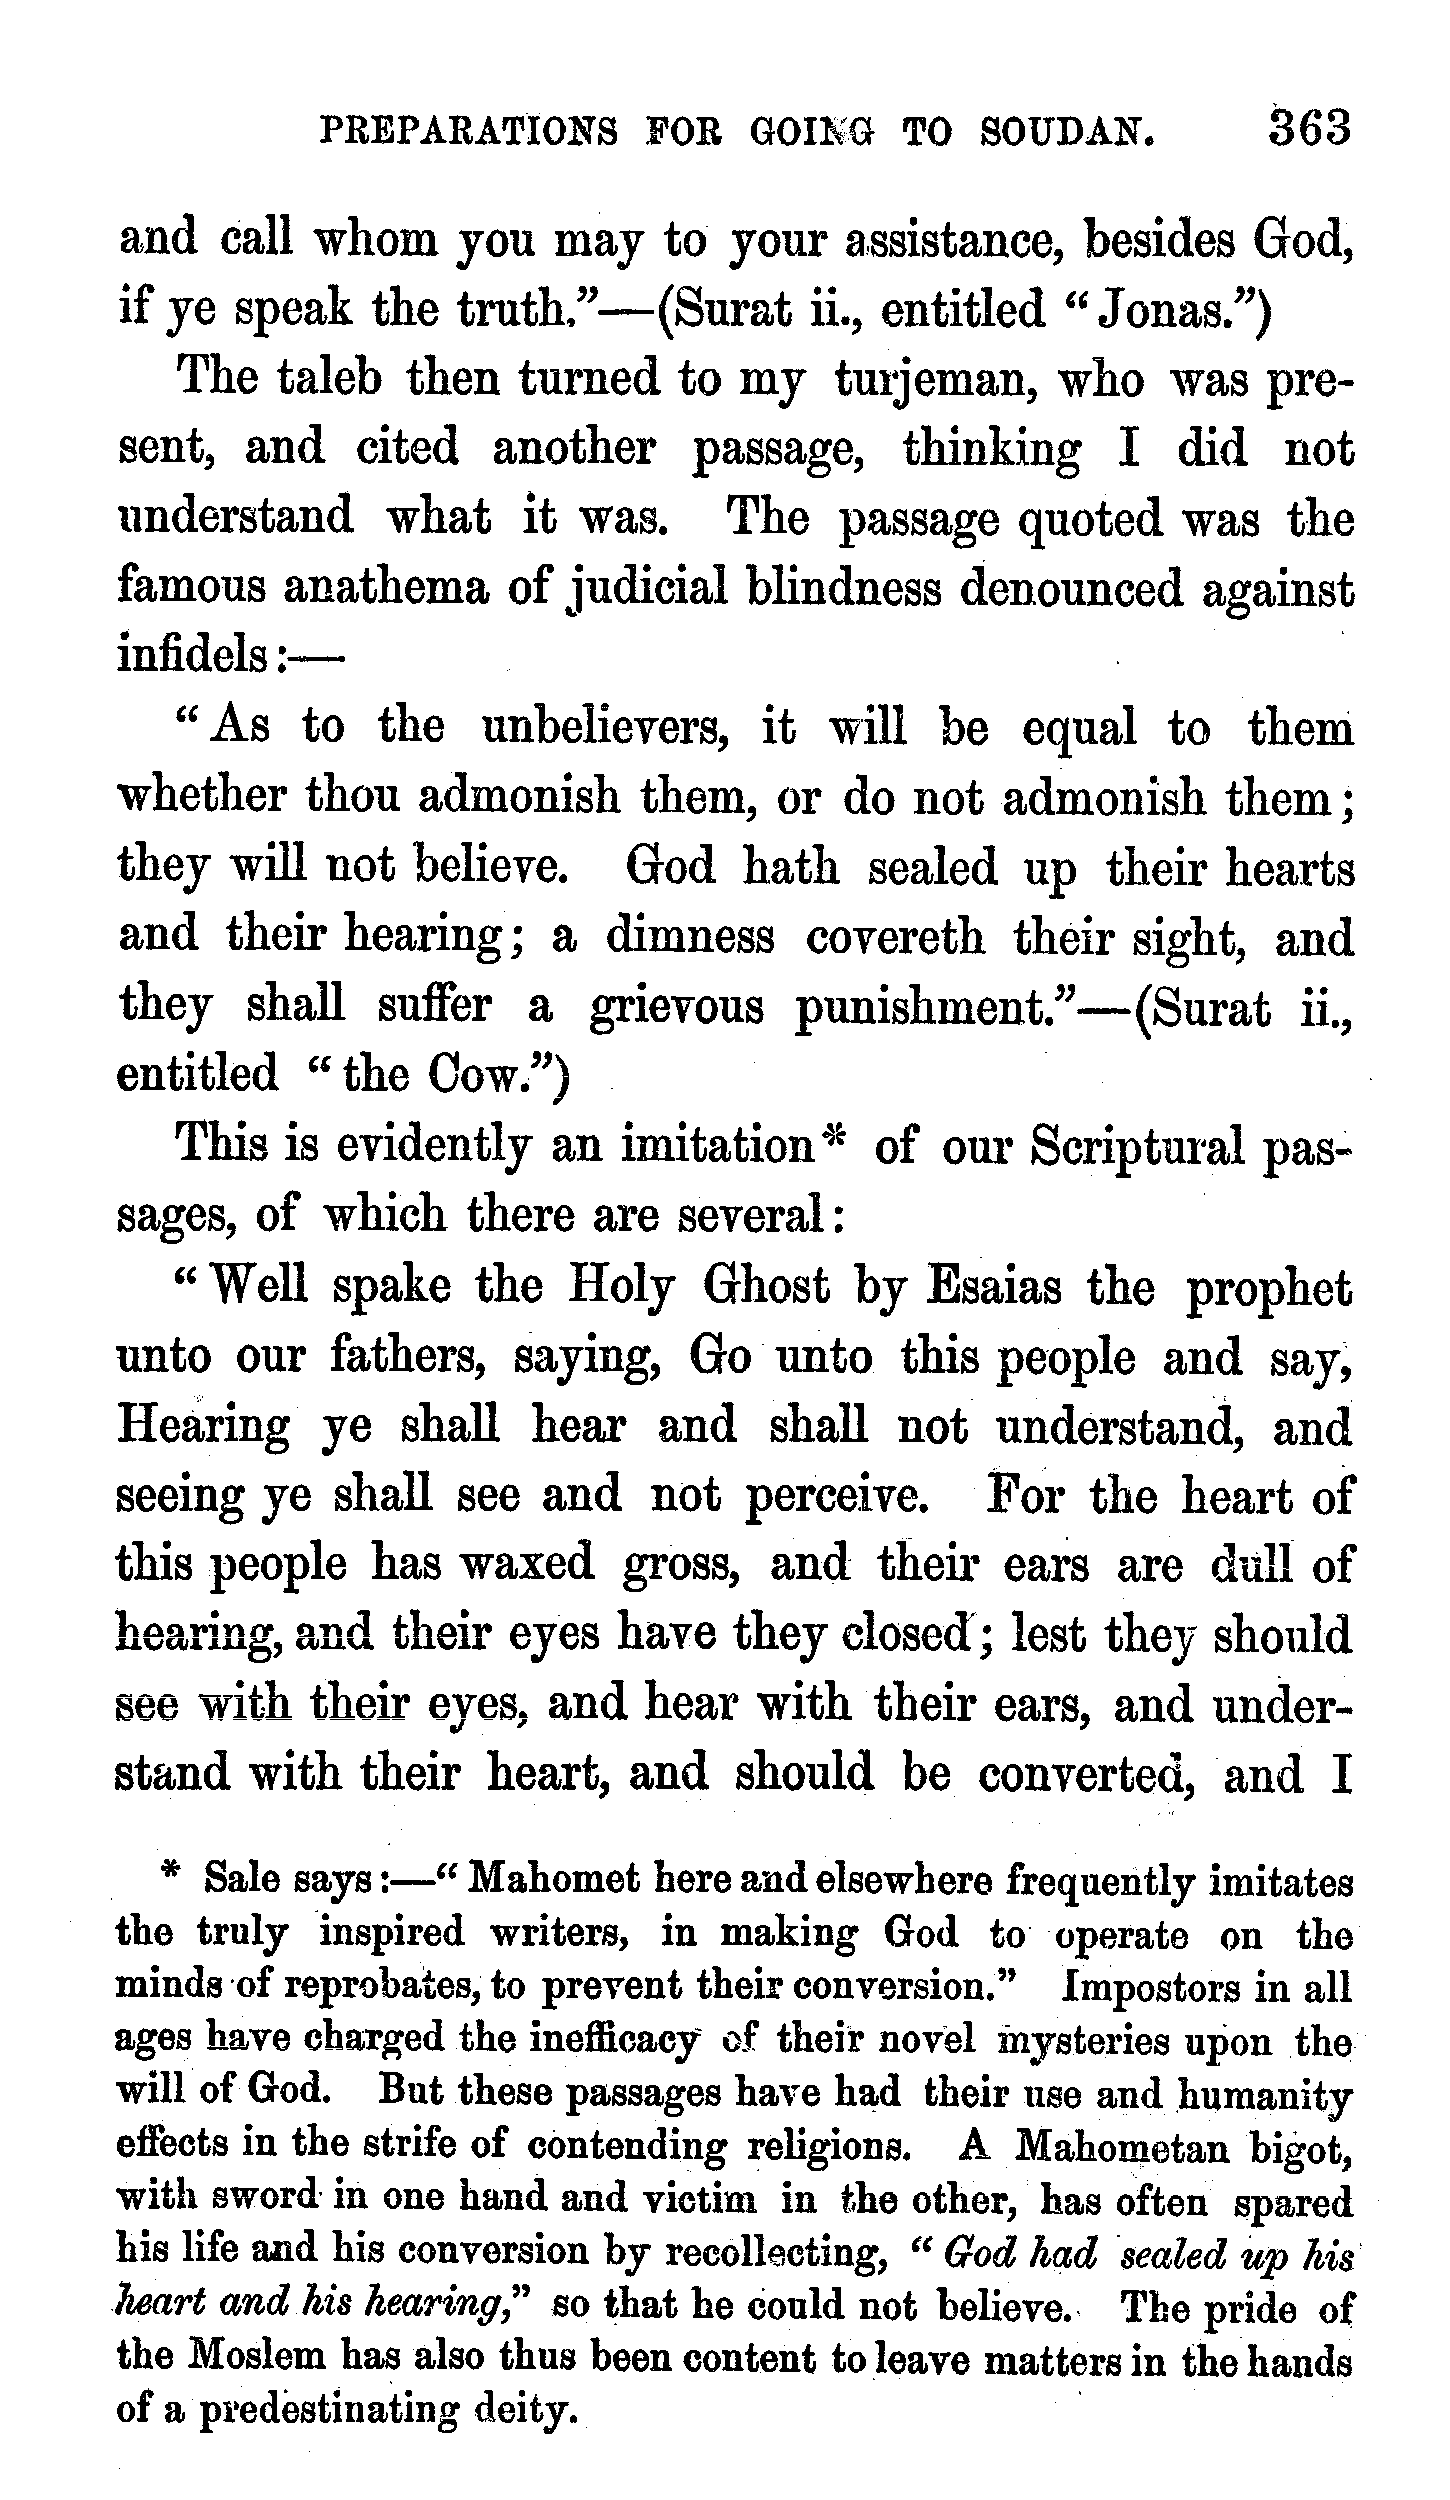 PREPARATIONS FOR GOING TO SOUDAN. 363
and call whom you may to your assistance, besides God,
if ye speak the truth.”—(Surat ii., entitled “Jonas.”)
The taleb then turned to my turjeman, who was pre-
sent, and cited another passage, thinking I did not
understand what it was. The passage quoted was the
famous anathema of judicial blindness denounced against
infidels:—
“As to the unbelievers, it will be equal to them
whether thou admonish them, or do not admonish them;
they will not believe. God hath sealed up their hearts
and their hearing; a dimness covereth their sight, and
they shall suffer a grievous punishment.”—(Surat ii.,
entitled “the Cow.”)
This is evidently an imitation* of our Scriptural pas-
sages, of which there are several:
“Well spake the Holy Ghost by Esaias the prophet
unto our fathers, saying, Go unto this people and say,
Hearing ye shall hear and shall not understand, and
seeing ye shall see and not perceive. For the heart of
this people has waxed gross, and their ears are dull of
hearing, and their eyes have they closed; lest they should
see with their eyes, and hear with their ears, and under-
stand with their heart, and should be converted, and I
* Sale says:—“Mahomet here and elsewhere frequently imitates
the truly inspired writers, in making God to operate on the
minds of reprobates, to prevent their conversion.” Impostors in all
ages have charged the inefficacy of their novel mysteries upon the
will of God. But these passages have had their use and humanity
effects in the strife of contending religions. A Mahometan bigot,
with sword in one hand and victim in the other, has often spared
his life and his conversion by recollecting, “God had sealed up his
heart and his hearing,” so that he could not believe. The pride of
the Moslem has also thus been content to leave matters in the hands
of a predestinating deity.